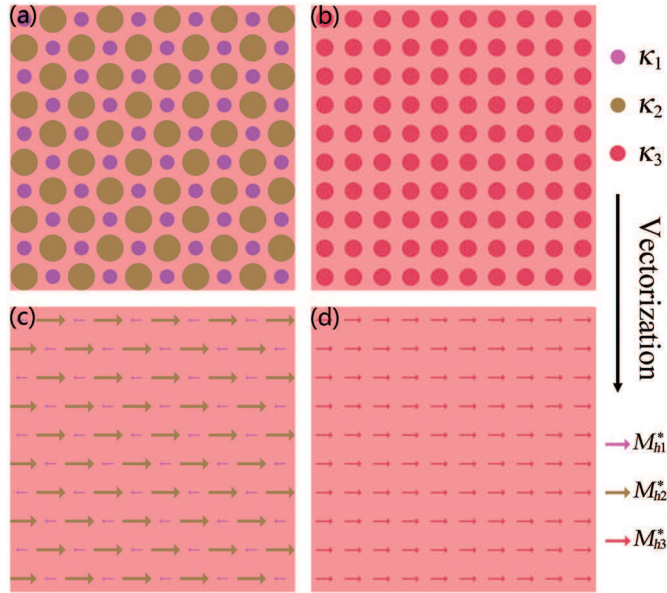 (a)
(b)
κ₁
κ₂
κ₃
Vectorization
(c)
(d)
M*ₕ₁
M*ₕ₂
M*ₕ₃